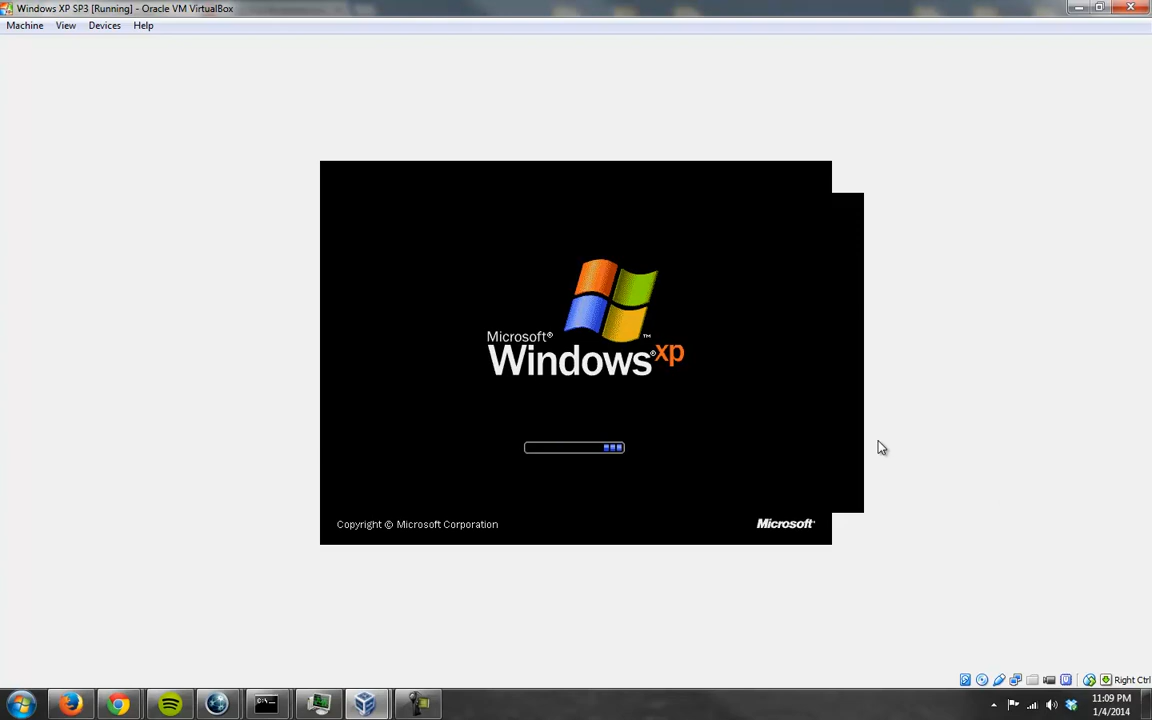 Windows XP SP3 [Running] - Oracle VM VirtualBox
Machine View Devices Help
Microsoft®
Windows® xp™
Copyright © Microsoft Corporation
Microsoft®
Right Ctrl
11:09 PM
1/4/2014